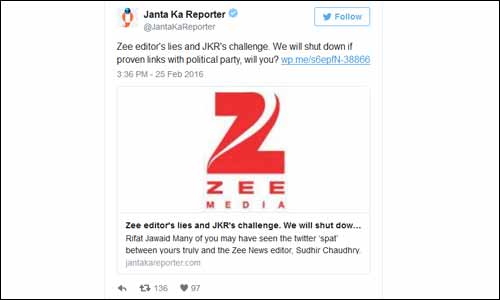 Janta Ka Reporter
Follow
@JantaKaReporter
Zee editor's lies and JKR's challenge. We will shut down if
proven links with political party, will you? wp.me/s6epfN-38866
3:36 PM - 25 Feb 2016
ZEE
MEDIA
Zee editor's lies and JKR's challenge. We will shut dow...
Rifat Jawaid Many of you may have seen the twitter 'spat'
between yours truly and the Zee News editor, Sudhir Chaudhry.
jantakareporter.com
136
97